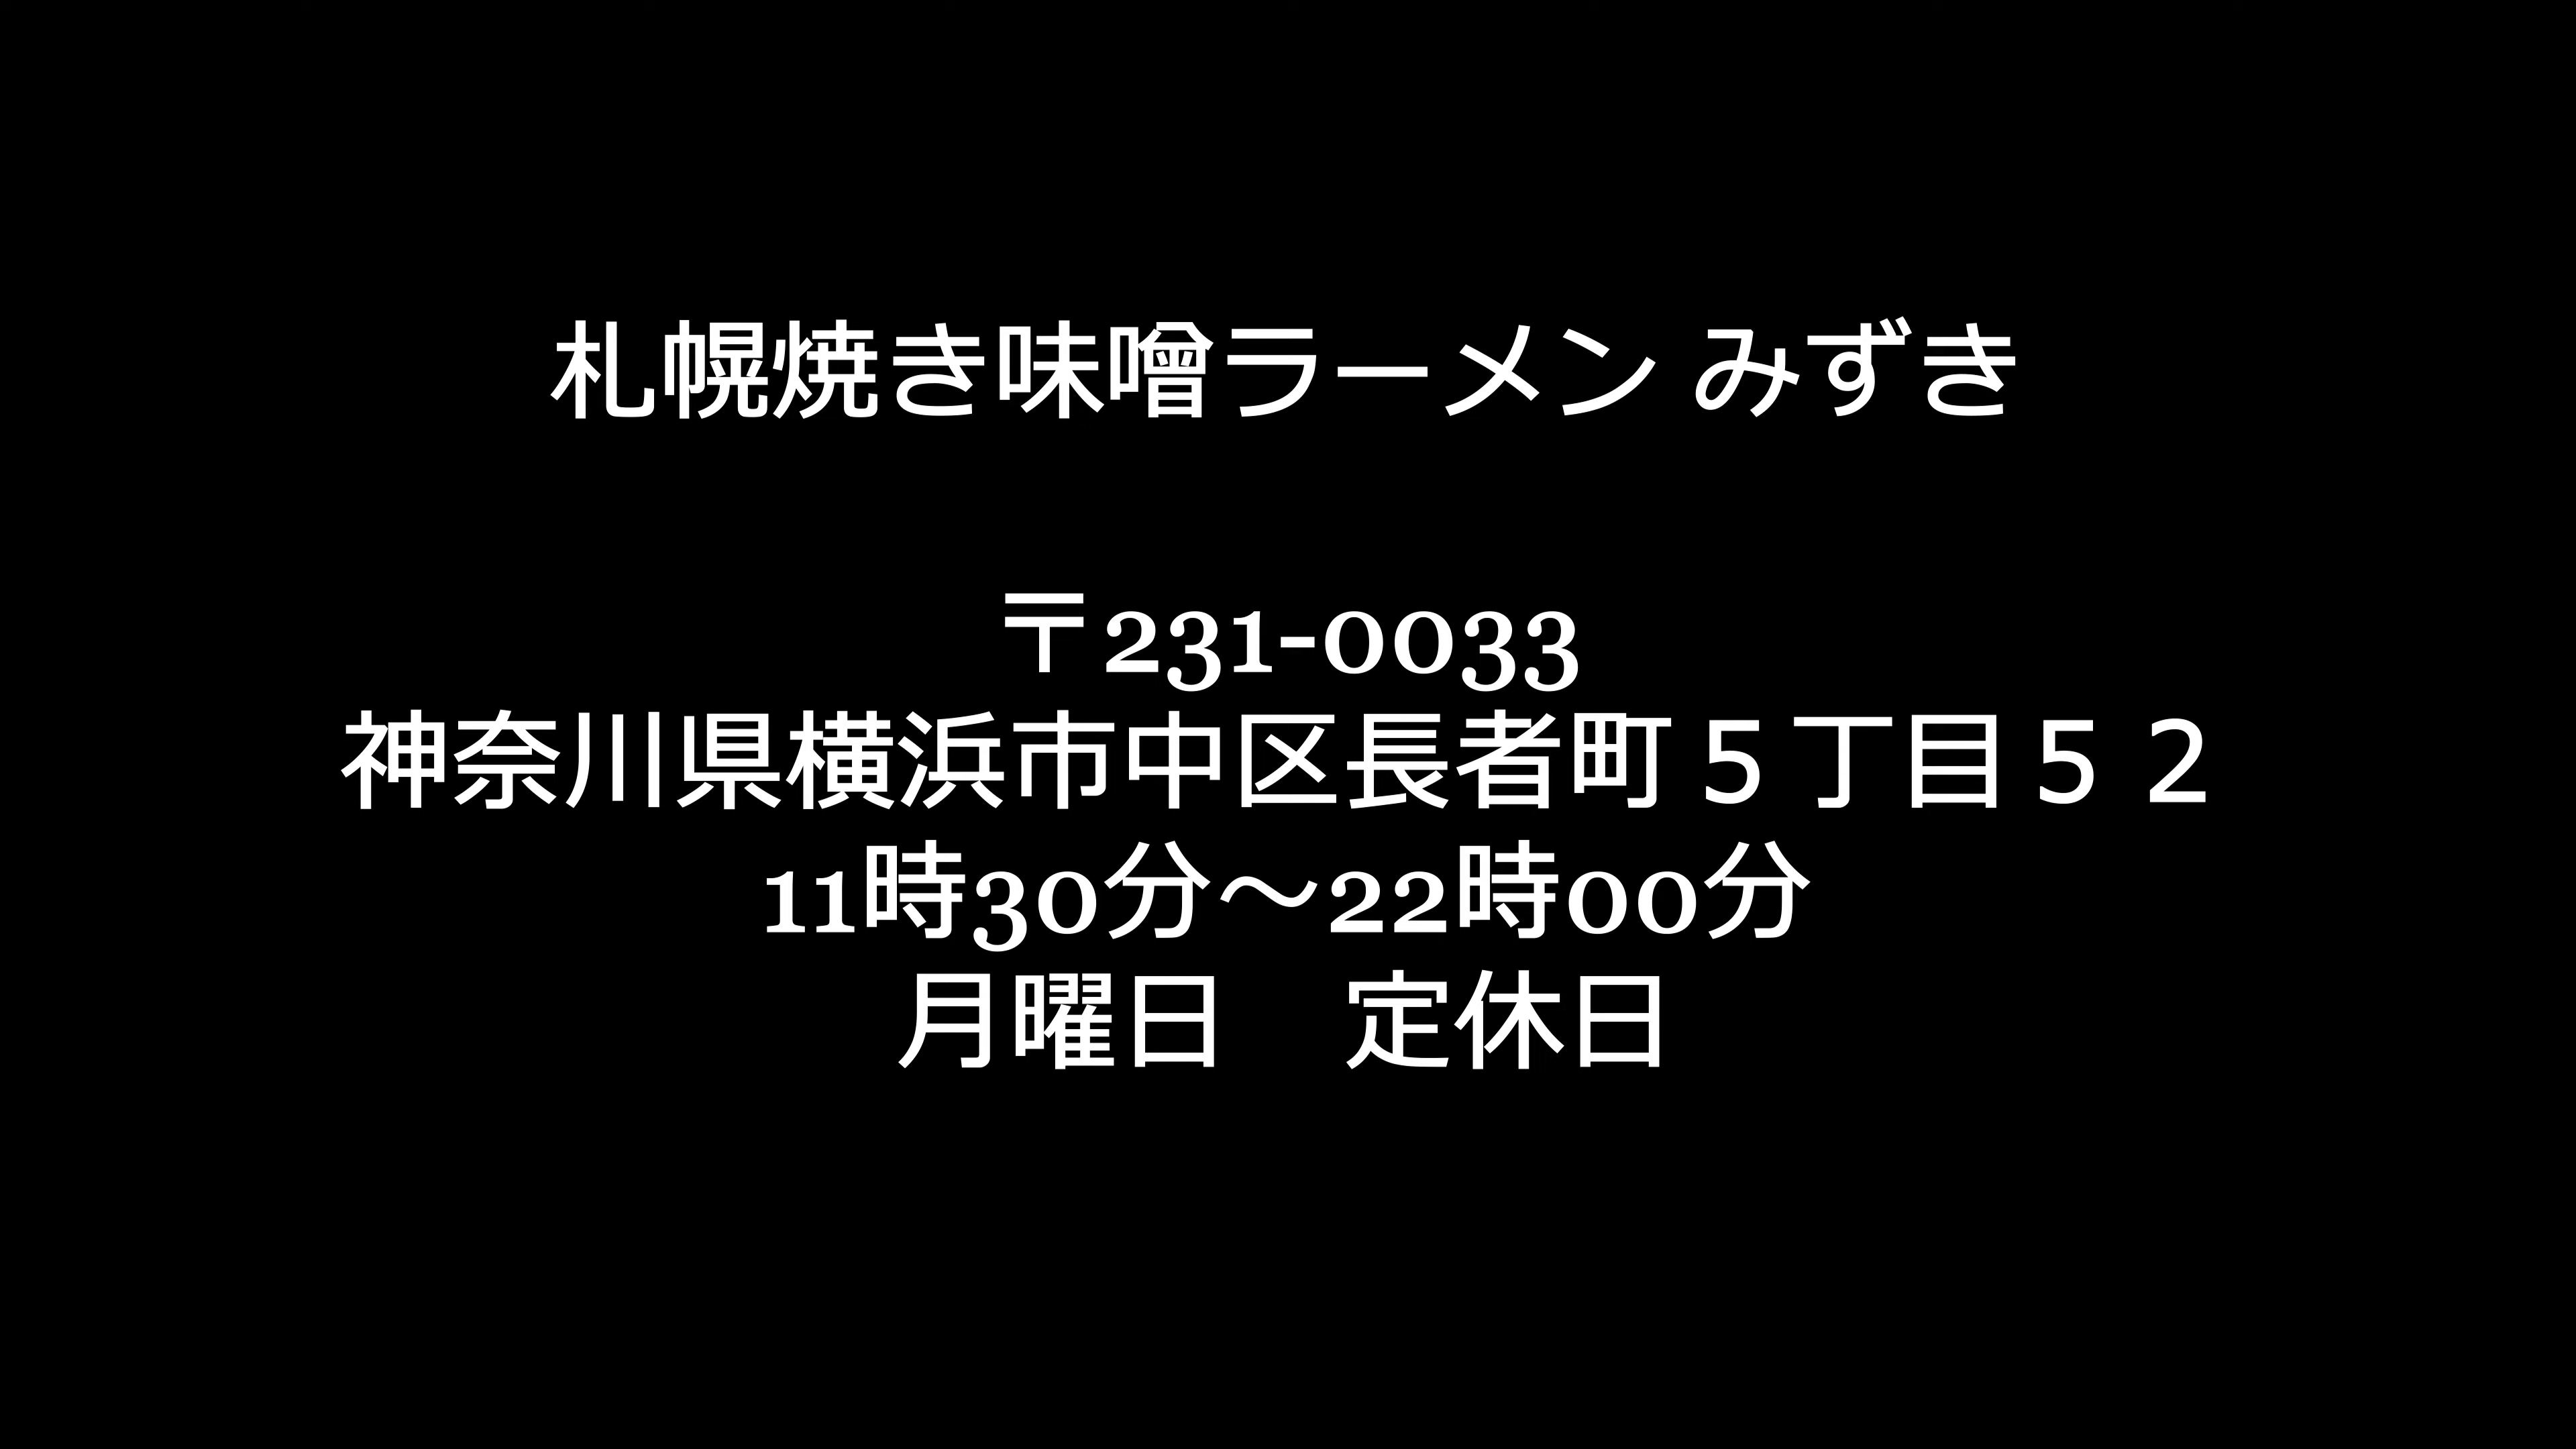 札幌焼き味噌ラーメン みずき
〒231-0033
神奈川県横浜市中区長者町５丁目５２
11時30分～22時00分
月曜日　定休日